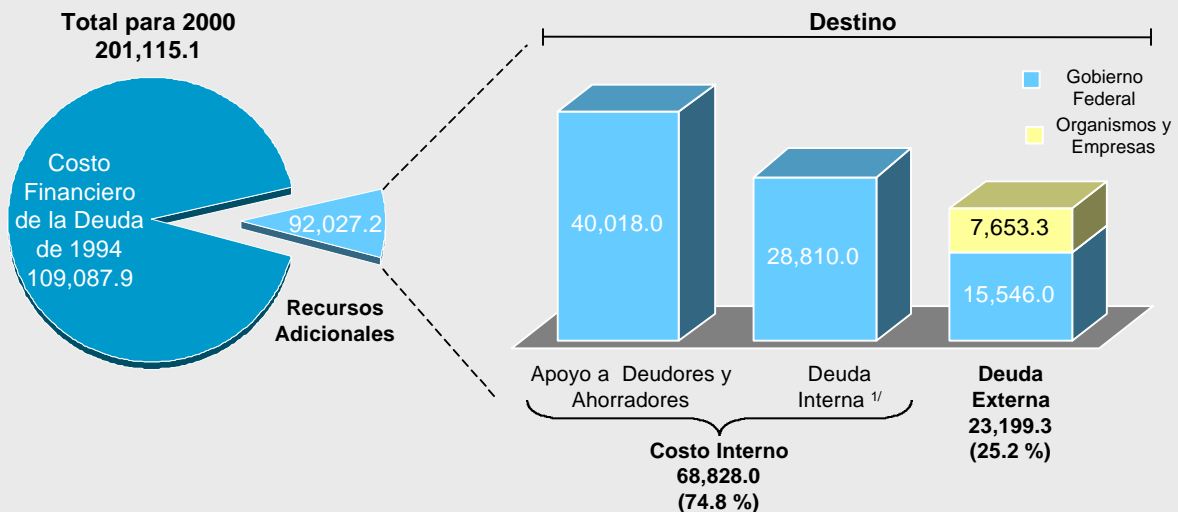 Total para 2000
201,115.1
Costo
Financiero
de la Deuda
de 1994
109,087.9
92,027.2
Recursos
Adicionales
Destino
Gobierno
Federal
Organismos y
Empresas
40,018.0
28,810.0
7,653.3
15,546.0
Apoyo a Deudores y
Ahorradores
Deuda
Interna 1/
Deuda
Externa
23,199.3
(25.2 %)
Costo Interno
68,828.0
(74.8 %)